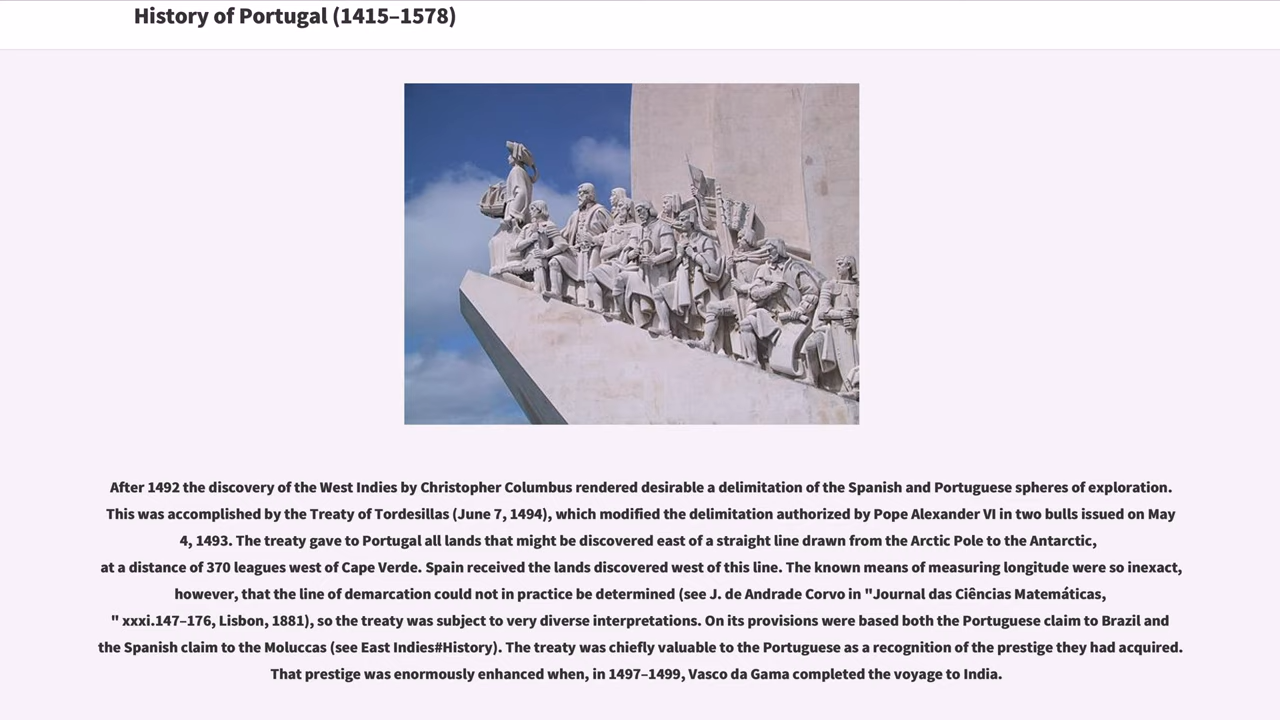 History of Portugal (1415–1578)
After 1492 the discovery of the West Indies by Christopher Columbus rendered desirable a delimitation of the Spanish and Portuguese spheres of exploration.
This was accomplished by the Treaty of Tordesillas (June 7, 1494), which modified the delimitation authorized by Pope Alexander VI in two bulls issued on May
4, 1493. The treaty gave to Portugal all lands that might be discovered east of a straight line drawn from the Arctic Pole to the Antarctic,
at a distance of 370 leagues west of Cape Verde. Spain received the lands discovered west of this line. The known means of measuring longitude were so inexact,
however, that the line of demarcation could not in practice be determined (see J. de Andrade Corvo in "Journal das Ciências Matemáticas,
" xxxi.147–176, Lisbon, 1881), so the treaty was subject to very diverse interpretations. On its provisions were based both the Portuguese claim to Brazil and
the Spanish claim to the Moluccas (see East Indies#History). The treaty was chiefly valuable to the Portuguese as a recognition of the prestige they had acquired.
That prestige was enormously enhanced when, in 1497–1499, Vasco da Gama completed the voyage to India.